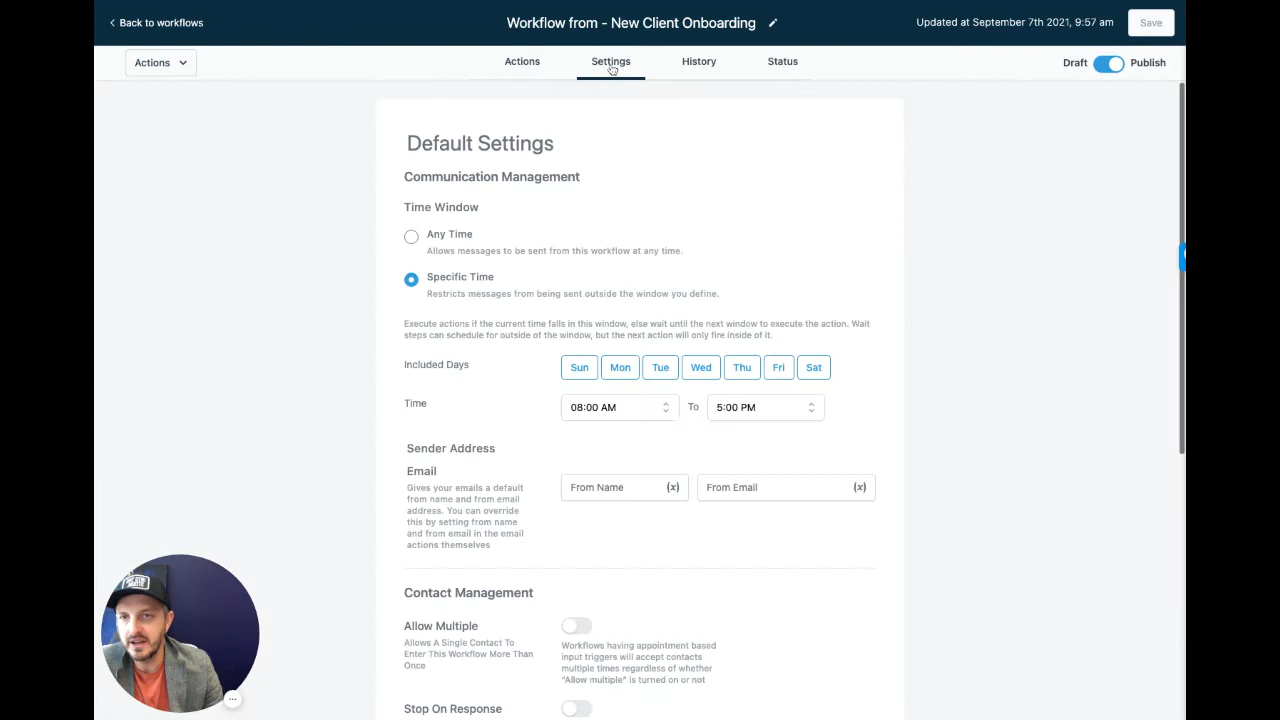 Back to workflows
Workflow from - New Client Onboarding
Updated at September 7th 2021, 9:57 am
Save
Actions
Actions
Settings
History
Status
Draft
Publish
Default Settings
Communication Management
Time Window
Any Time
Allows messages to be sent from this workflow at any time.
Specific Time
Restricts messages from being sent outside the window you define.
Execute actions if the current time falls in this window, else wait until the next window to execute the action. Wait
steps can schedule for outside of the window, but the next action will only fire inside of it.
Included Days
Sun Mon Tue Wed Thu Fri Sat
Time
08:00 AM To 5:00 PM
Sender Address
Email
Gives your emails a default
from name and from email
address. You can override
this by setting from name
and from email in the email
actions themselves
From Name (x)
From Email (x)
Contact Management
Allow Multiple
Allows A Single Contact To
Enter This Workflow More Than
Once
Workflows having appointment based
input triggers will accept contacts
multiple times regardless of whether
"Allow multiple" is turned on or not
Stop On Response